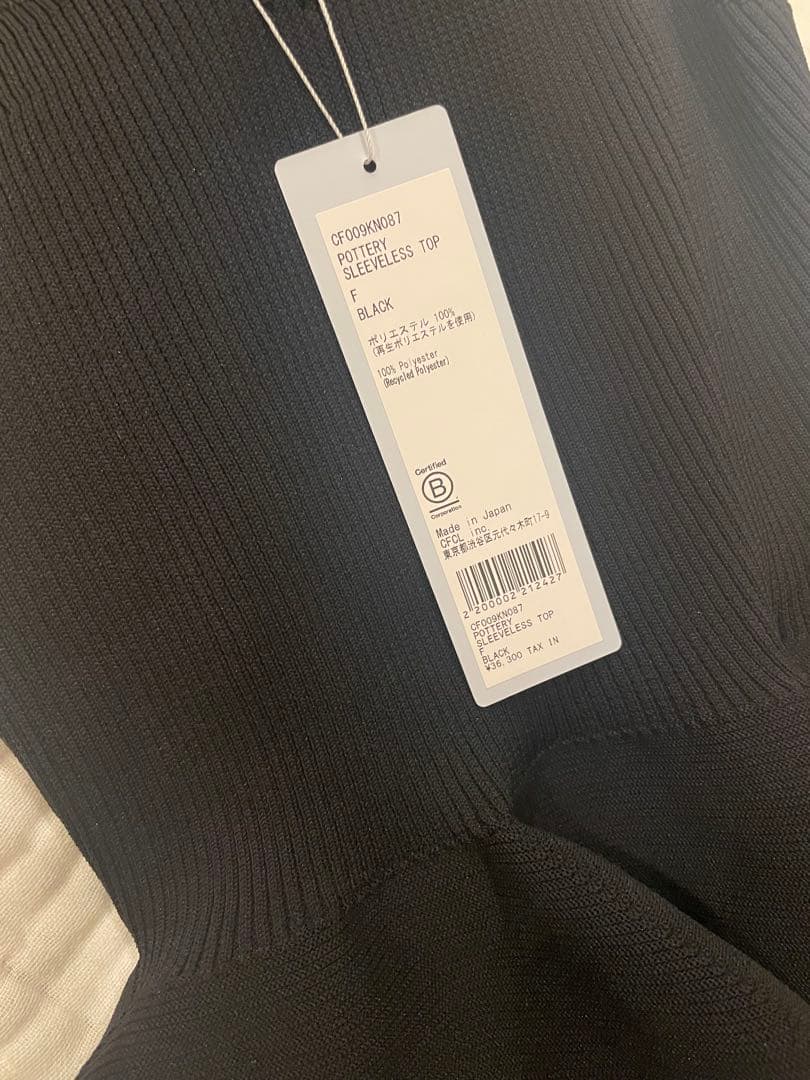 CF009KN087
POTTERY
SLEEVELESS TOP
F
BLACK
ポリエステル 100%
(再生ポリエステルを使用)
100% Polyester
(Recycled Polyester)
Certified
B
Corporation
Made in Japan
CFCL inc.
東京都渋谷区元代々木町17-9
2 200002 212427
CF009KN087
POTTERY
SLEEVELESS TOP
F
BLACK
¥36,300 TAX IN